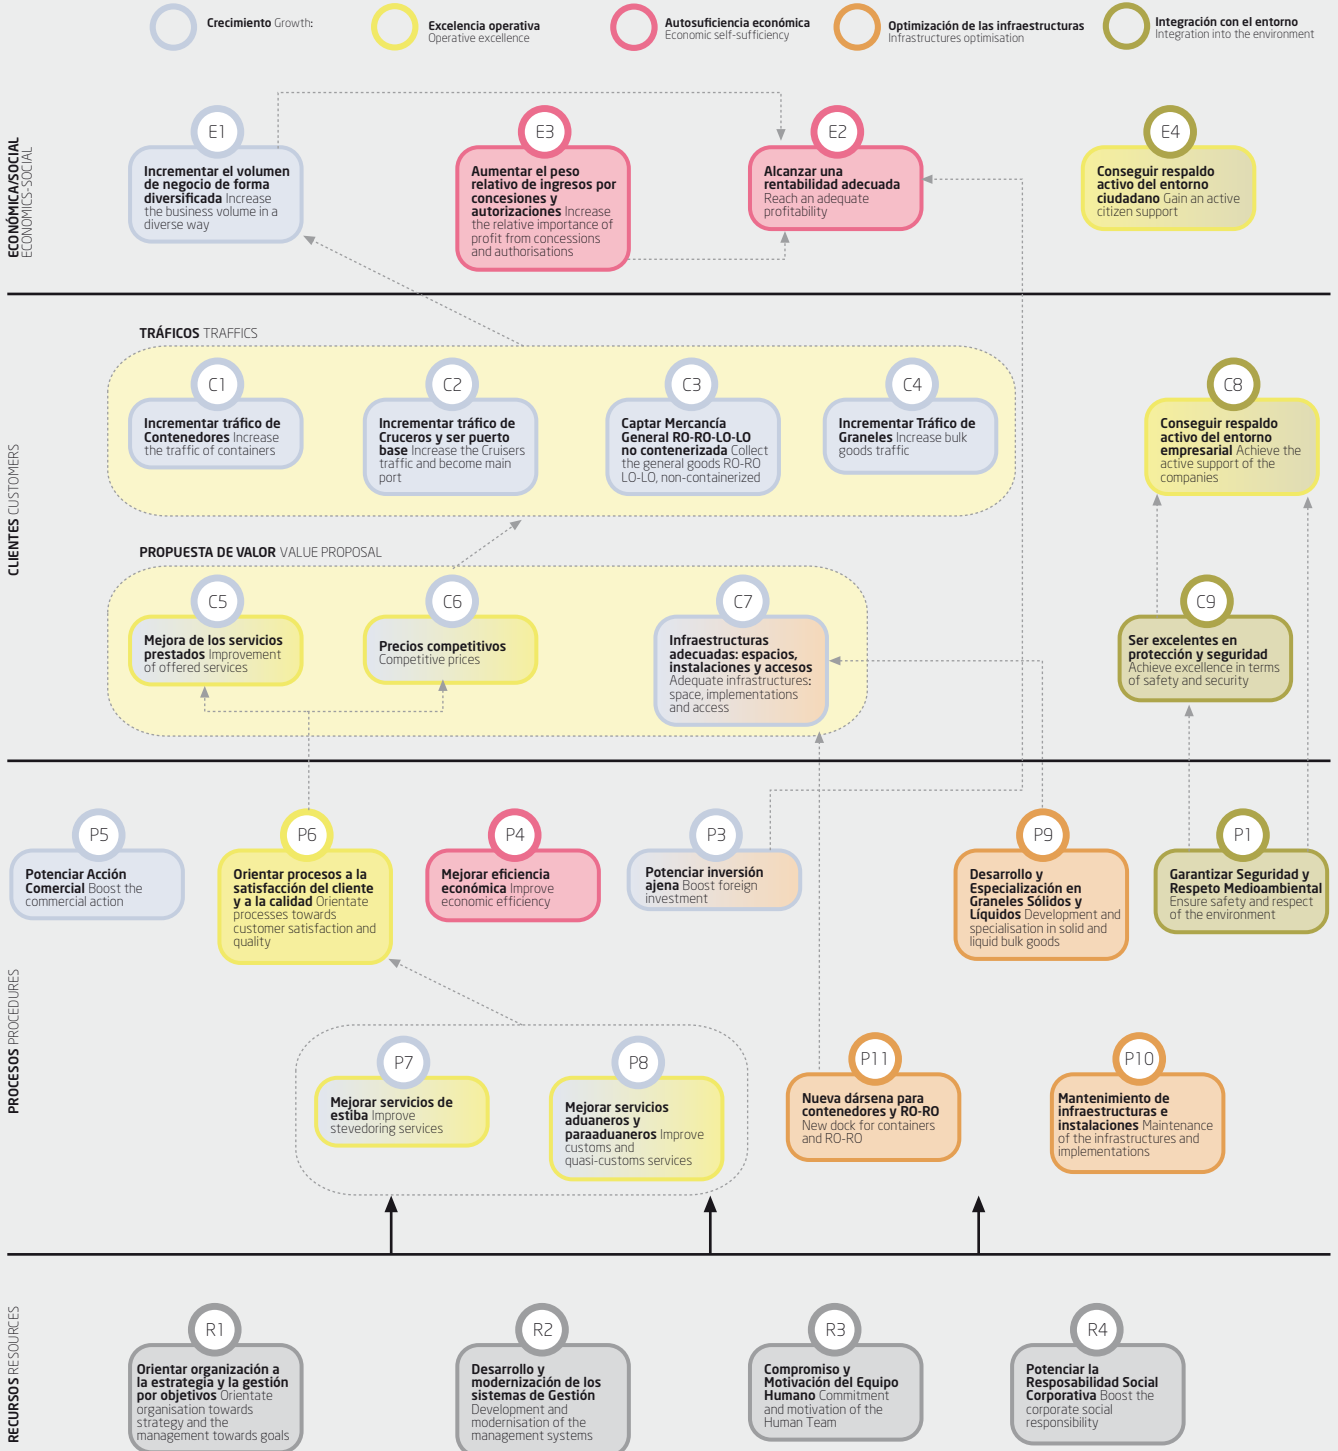 Crecimiento Growth:
Excelencia operativa
Operative excellence
Autosuficiencia económica
Economic self-sufficiency
Optimización de las infraestructuras
Infrastructures optimisation
Integración con el entorno
Integration into the environment
ECONÓMICA/SOCIAL
ECONOMICS-SOCIAL
E1
Incrementar el volumen
de negocio de forma
diversificada Increase
the business volume in a
diverse way
E3
Aumentar el peso
relativo de ingresos por
concesiones y
autorizaciones Increase
the relative importance of
profit from concessions
and authorisations
E2
Alcanzar una
rentabilidad adecuada
Reach an adequate
profitability
E4
Conseguir respaldo
activo del entorno
ciudadano Gain an active
citizen support
CLIENTES CUSTOMERS
TRÁFICOS TRAFFICS
C1
Incrementar tráfico de
Contenedores Increase
the traffic of containers
C2
Incrementar tráfico de
Cruceros y ser puerto
base Increase the Cruisers
traffic and become main
port
C3
Captar Mercancía
General RO-RO-LO-LO
no contenerizada Collect
the general goods RO-RO
LO-LO, non-containerized
C4
Incrementar Tráfico de
Graneles Increase bulk
goods traffic
C8
Conseguir respaldo
activo del entorno
empresarial Achieve the
active support of the
companies
PROPUESTA DE VALOR VALUE PROPOSAL
C5
Mejora de los servicios
prestados Improvement
of offered services
C6
Precios competitivos
Competitive prices
C7
Infraestructuras
adecuadas: espacios,
instalaciones y accesos
Adequate infrastructures:
space, implementations
and access
C9
Ser excelentes en
protección y seguridad
Achieve excellence in terms
of safety and security
PROCESOS PROCEDURES
P5
Potenciar Acción
Comercial Boost the
commercial action
P6
Orientar procesos a la
satisfacción del cliente
y a la calidad Orientate
processes towards
customer satisfaction and
quality
P4
Mejorar eficiencia
económica Improve
economic efficiency
P3
Potenciar inversión
ajena Boost foreign
investment
P9
Desarrollo y
Especialización en
Graneles Sólidos y
Líquidos Development and
specialisation in solid and
liquid bulk goods
P1
Garantizar Seguridad y
Respeto Medioambiental
Ensure safety and respect
of the environment
P7
Mejorar servicios de
estiba Improve
stevedoring services
P8
Mejorar servicios
aduaneros y
paraaduaneros Improve
customs and
quasi-customs services
P11
Nueva dársena para
contenedores y RO-RO
New dock for containers
and RO-RO
P10
Mantenimiento de
infraestructuras e
instalaciones Maintenance
of the infrastructures and
implementations
RECURSOS RESOURCES
R1
Orientar organización a
la estrategia y la gestión
por objetivos Orientate
organisation towards
strategy and the
management towards goals
R2
Desarrollo y
modernización de los
sistemas de Gestión
Development and
modernisation of the
management systems
R3
Compromiso y
Motivación del Equipo
Humano Commitment
and motivation of the
Human Team
R4
Potenciar la
Resposabilidad Social
Corporativa Boost the
corporate social
responsibility